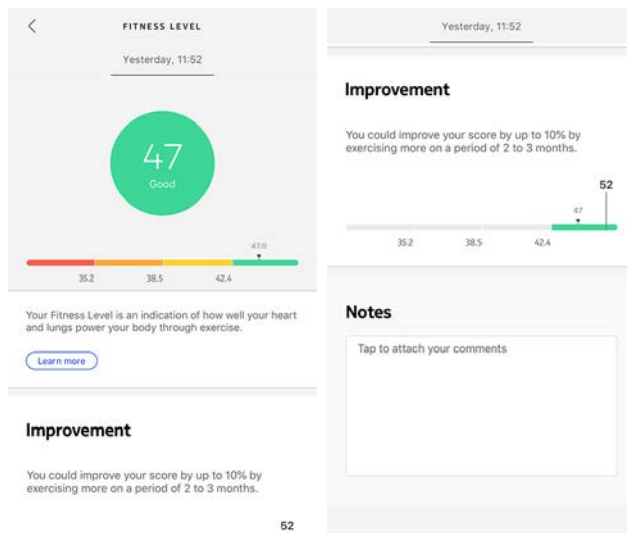 FITNESS LEVEL
Yesterday, 11:52
47
Good
47.0
35.2 38.5 42.4
Your Fitness Level is an indication of how well your heart
and lungs power your body through exercise.
Learn more
Improvement
You could improve your score by up to 10% by
exercising more on a period of 2 to 3 months.
52
Yesterday, 11:52
Improvement
You could improve your score by up to 10% by
exercising more on a period of 2 to 3 months.
52
47
35.2 38.5 42.4
Notes
Tap to attach your comments